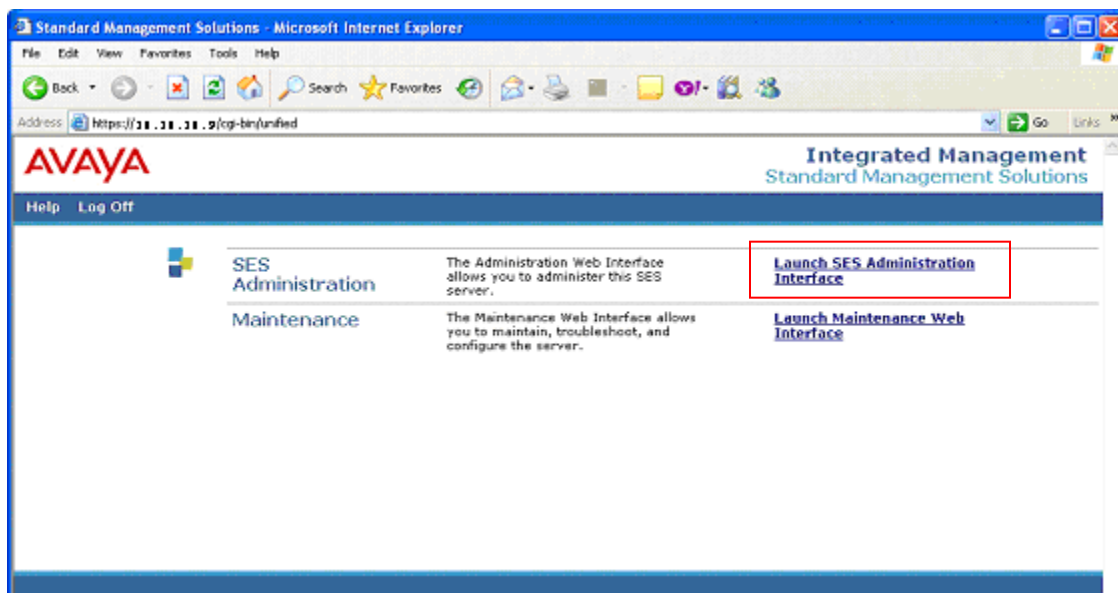 Standard Management Solutions - Microsoft Internet Explorer
File Edit View Favorites Tools Help
Back Search Favorites
Address https:// /cgi-bin/unified Go Links »
AVAYA
Integrated Management
Standard Management Solutions
Help Log Off
SES
Administration
The Administration Web Interface
allows you to administer this SES
server.
Launch SES Administration
Interface
Maintenance
The Maintenance Web Interface allows
you to maintain, troubleshoot, and
configure the server.
Launch Maintenance Web
Interface